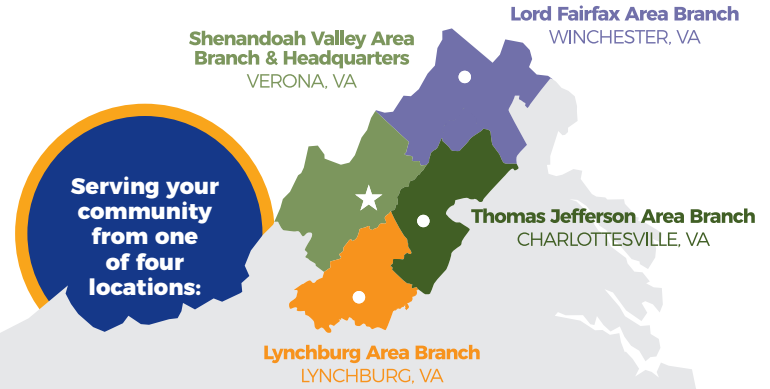 Lord Fairfax Area Branch
WINCHESTER, VA
Shenandoah Valley Area
Branch & Headquarters
VERONA, VA
Serving your
community
from one
of four
locations:
Thomas Jefferson Area Branch
CHARLOTTESVILLE, VA
Lynchburg Area Branch
LYNCHBURG, VA